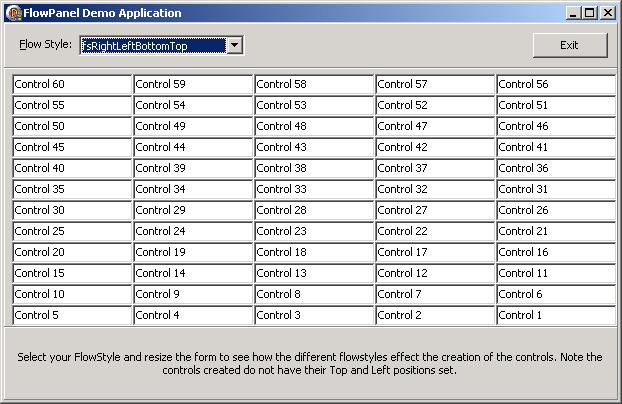 FlowPanel Demo Application
Flow Style: fsRightLeftBottomTop Exit
Control 60 Control 59 Control 58 Control 57 Control 56
Control 55 Control 54 Control 53 Control 52 Control 51
Control 50 Control 49 Control 48 Control 47 Control 46
Control 45 Control 44 Control 43 Control 42 Control 41
Control 40 Control 39 Control 38 Control 37 Control 36
Control 35 Control 34 Control 33 Control 32 Control 31
Control 30 Control 29 Control 28 Control 27 Control 26
Control 25 Control 24 Control 23 Control 22 Control 21
Control 20 Control 19 Control 18 Control 17 Control 16
Control 15 Control 14 Control 13 Control 12 Control 11
Control 10 Control 9 Control 8 Control 7 Control 6
Control 5 Control 4 Control 3 Control 2 Control 1
Select your FlowStyle and resize the form to see how the different flowstyles effect the creation of the controls. Note the
controls created do not have their Top and Left positions set.